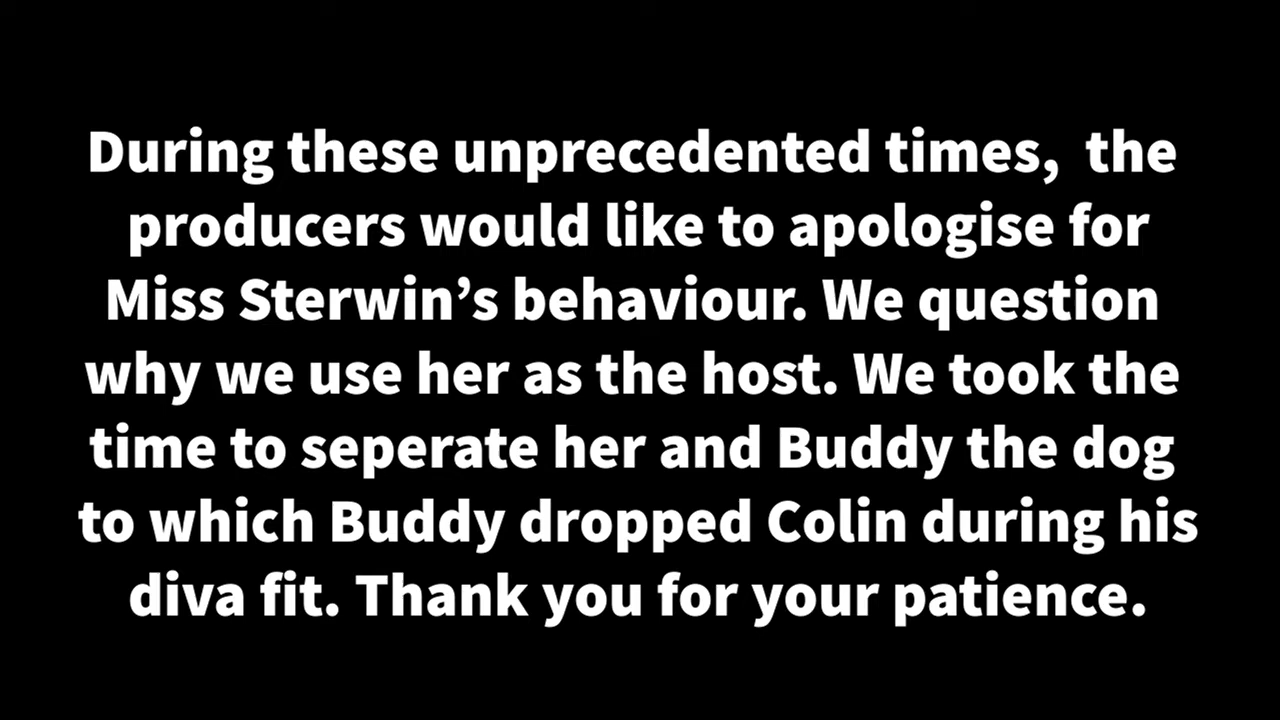 During these unprecedented times,  the
producers would like to apologise for
Miss Sterwin’s behaviour. We question
why we use her as the host. We took the
time to seperate her and Buddy the dog
to which Buddy dropped Colin during his
diva fit. Thank you for your patience.